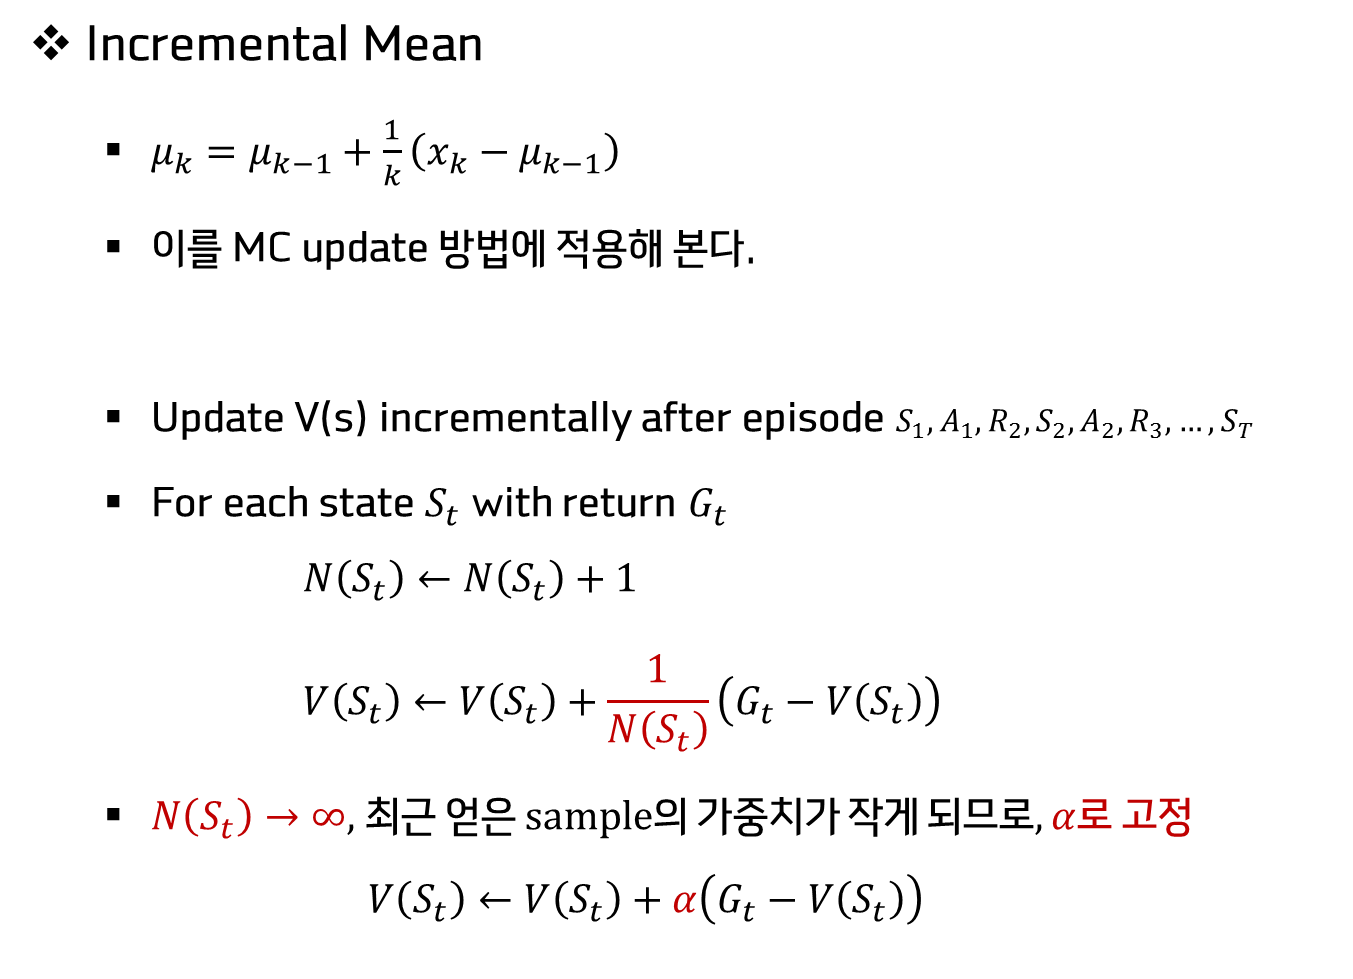 ❖ Incremental Mean
▪ μ_k = μ_{k−1} + \frac{1}{k}(x_k − μ_{k−1})
▪ 이를 MC update 방법에 적용해 본다.
▪ Update V(s) incrementally after episode S_1, A_1, R_2, S_2, A_2, R_3, … , S_T
▪ For each state S_t with return G_t
N(S_t) ← N(S_t) + 1
V(S_t) ← V(S_t) + \frac{1}{N(S_t)}(G_t − V(S_t))
▪ N(S_t) → ∞, 최근 얻은 sample의 가중치가 작게 되므로, α로 고정
V(S_t) ← V(S_t) + α(G_t − V(S_t))